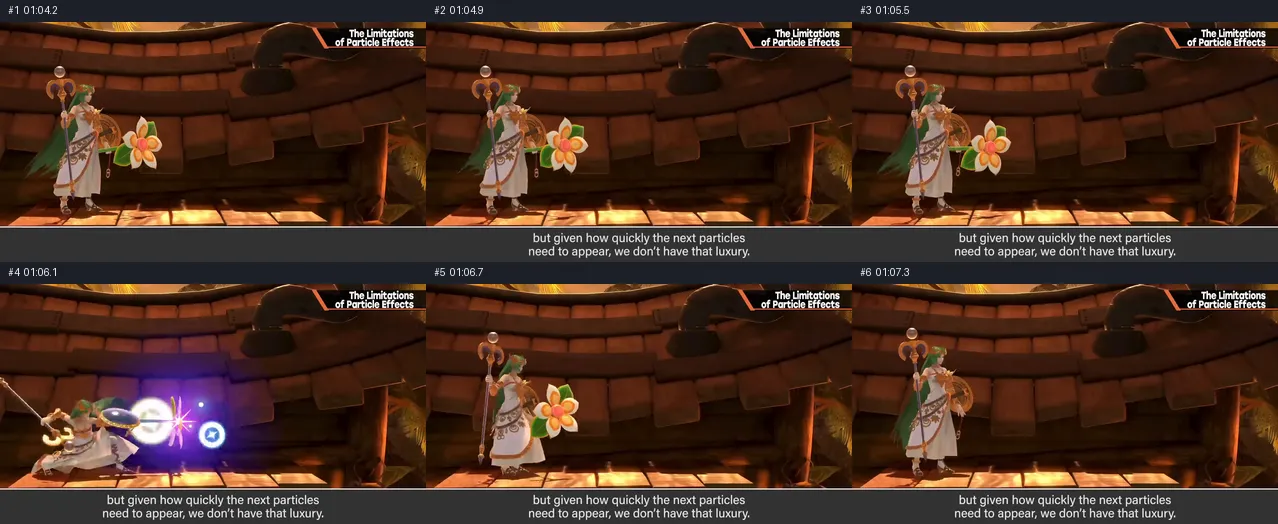 #1 01:04.2
The Limitations
of Particle Effects
#2 01:04.9
The Limitations
of Particle Effects
but given how quickly the next particles
need to appear, we don't have that luxury.
#3 01:05.5
The Limitations
of Particle Effects
but given how quickly the next particles
need to appear, we don't have that luxury.
#4 01:06.1
The Limitations
of Particle Effects
but given how quickly the next particles
need to appear, we don't have that luxury.
#5 01:06.7
The Limitations
of Particle Effects
but given how quickly the next particles
need to appear, we don't have that luxury.
#6 01:07.3
The Limitations
of Particle Effects
but given how quickly the next particles
need to appear, we don't have that luxury.